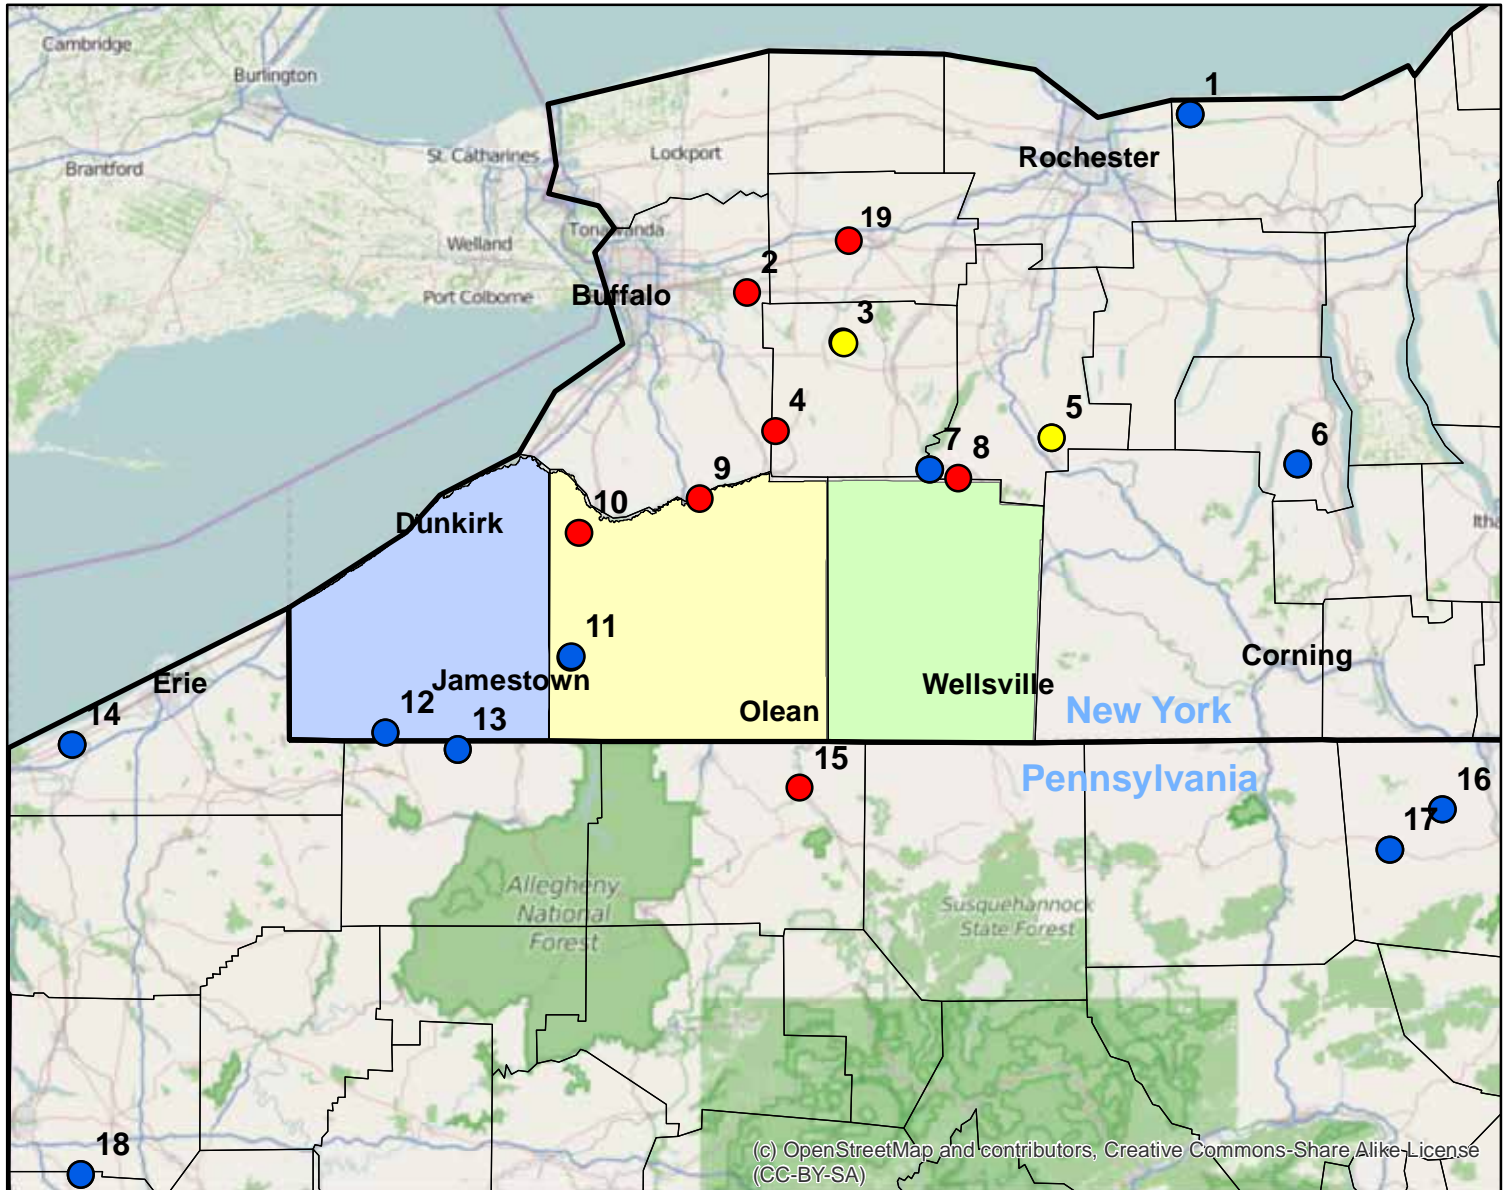 Cambridge
Burlington
1
Brantford
St. Catharines
Lockport
Rochester
Tonawanda
19
Welland
2
Port Colborne
Buffalo
3
4
5
6
7
8
9
10
Dunkirk
11
Jamestown
Corning
Erie
Wellsville
12
Olean
New York
14
13
15
Pennsylvania
16
17
Allegheny
National
Forest
Susquehannock
State Forest
18
(c) OpenStreetMap and contributors, Creative Commons-Share Alike License
(CC-BY-SA)